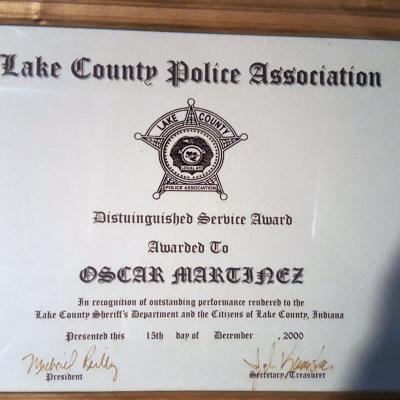 Lake County Police Association
LAKE COUNTY
POLICE ASSOCIATION
Distuinguished Service Award
Awarded To
OSCAR MARTINEZ
In recognition of outstanding performance rendered to the
Lake County Sheriff's Department and the Citizens of Lake County, Indiana
Presented this 15th day of December , 2000
Michael Reilly
President
Secretary/Treasurer